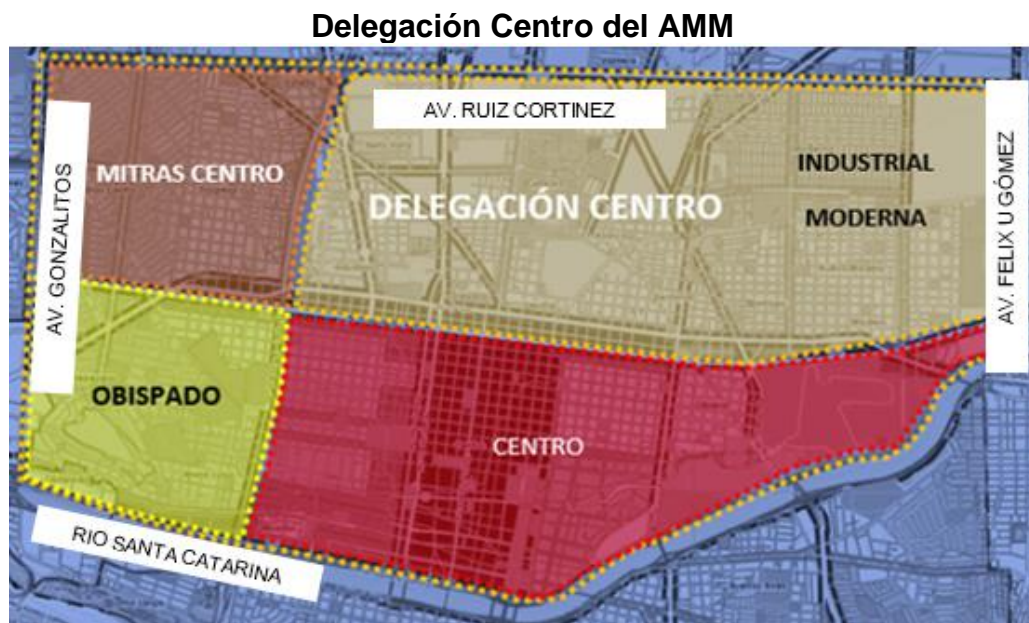 Delegación Centro del AMM
AV. RUIZ CORTINEZ
MITRAS CENTRO
INDUSTRIAL
MODERNA
DELEGACIÓN CENTRO
AV. GONZALITOS
AV. FELIX U GÓMEZ
OBISPADO
CENTRO
RIO SANTA CATARINA